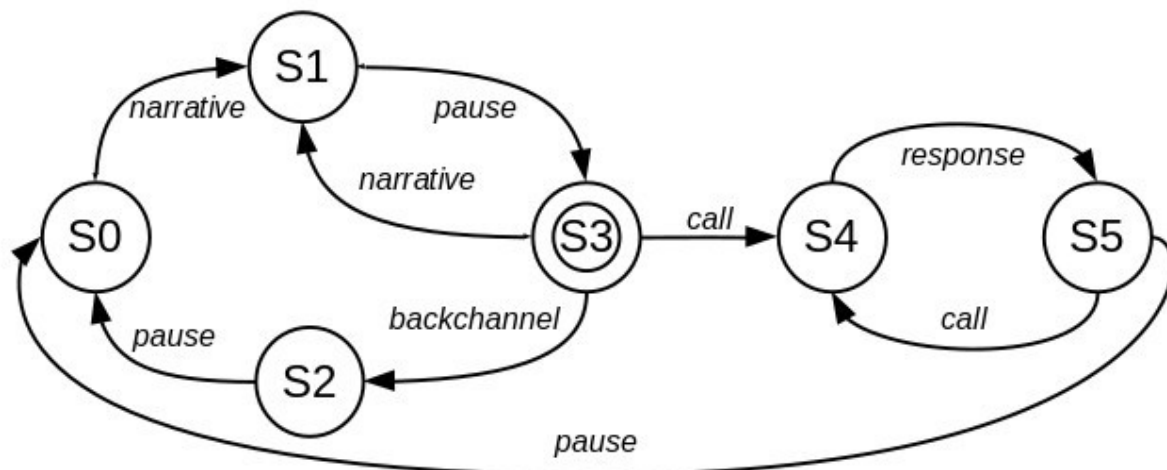 S1
narrative
pause
narrative
response
S0
S3
call
S4
S5
backchannel
call
pause
S2
pause